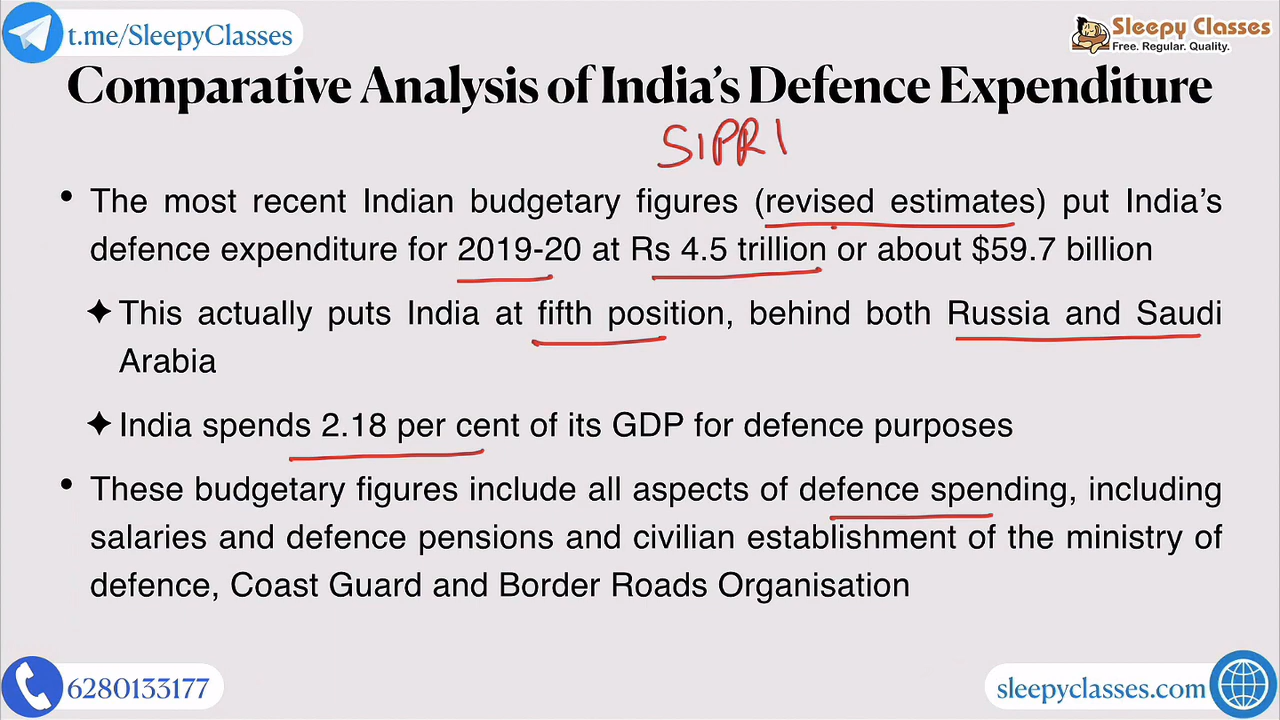 t.me/SleepyClasses
Sleepy Classes
Free. Regular. Quality.
Comparative Analysis of India's Defence Expenditure
SIPRI
• The most recent Indian budgetary figures (revised estimates) put India's
defence expenditure for 2019-20 at Rs 4.5 trillion or about $59.7 billion
✦ This actually puts India at fifth position, behind both Russia and Saudi
Arabia
✦ India spends 2.18 per cent of its GDP for defence purposes
• These budgetary figures include all aspects of defence spending, including
salaries and defence pensions and civilian establishment of the ministry of
defence, Coast Guard and Border Roads Organisation
6280133177
sleepyclasses.com